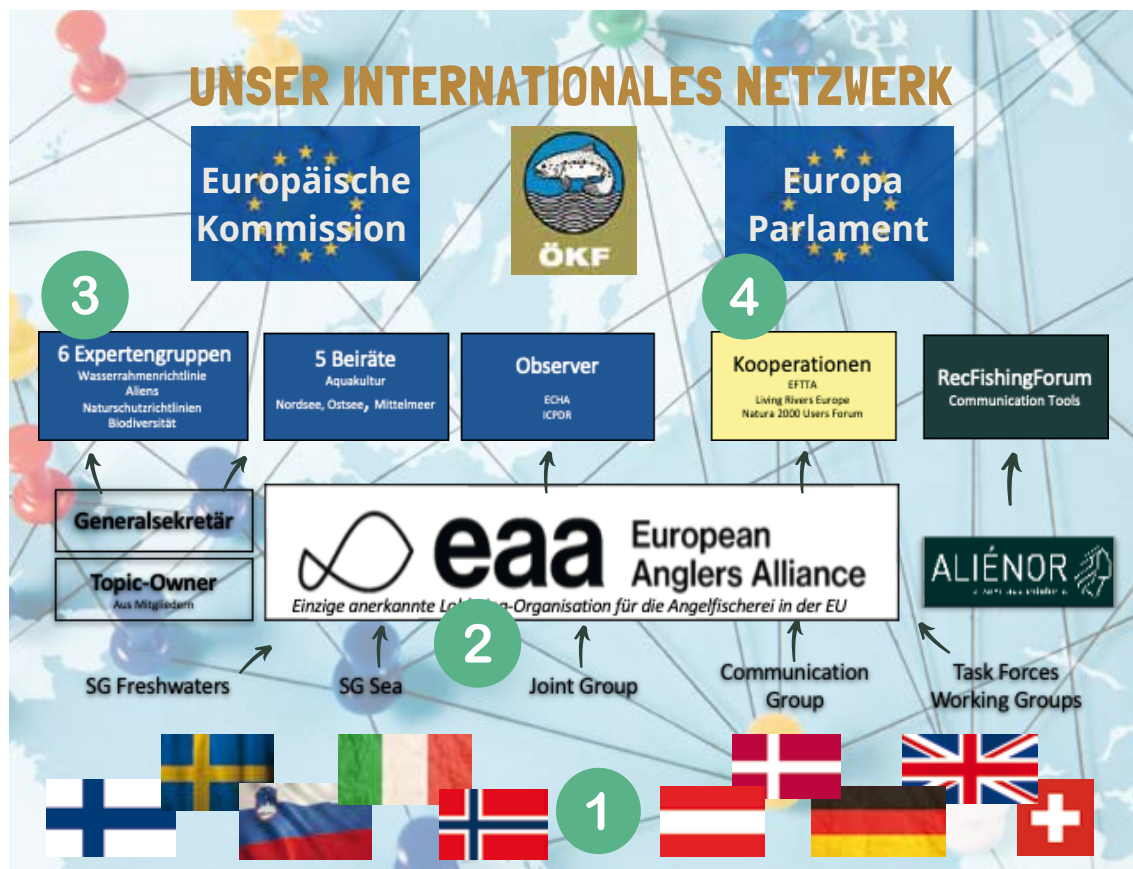 UNSER INTERNATIONALES NETZWERK
Europäische
Kommission
ÖKF
Europa
Parlament
3
4
6 Expertengruppen
Wasserrahmenrichtlinie
Aliens
Naturschutzrichtlinien
Biodiversität
5 Beiräte
Aquakultur
Nordsee, Ostsee, Mittelmeer
Observer
ECHA
ICPDR
Kooperationen
EFTTA
Living Rivers Europe
Natura 2000 Users Forum
RecFishingForum
Communication Tools
Generalsekretär
Topic-Owner
Aus Mitgliedern
eaa
European
Anglers Alliance
Einzige anerkannte -Organisation für die Angelfischerei in der EU
ALIÉNOR
2
SG Freshwaters
SG Sea
Joint Group
Communication
Group
Task Forces
Working Groups
1